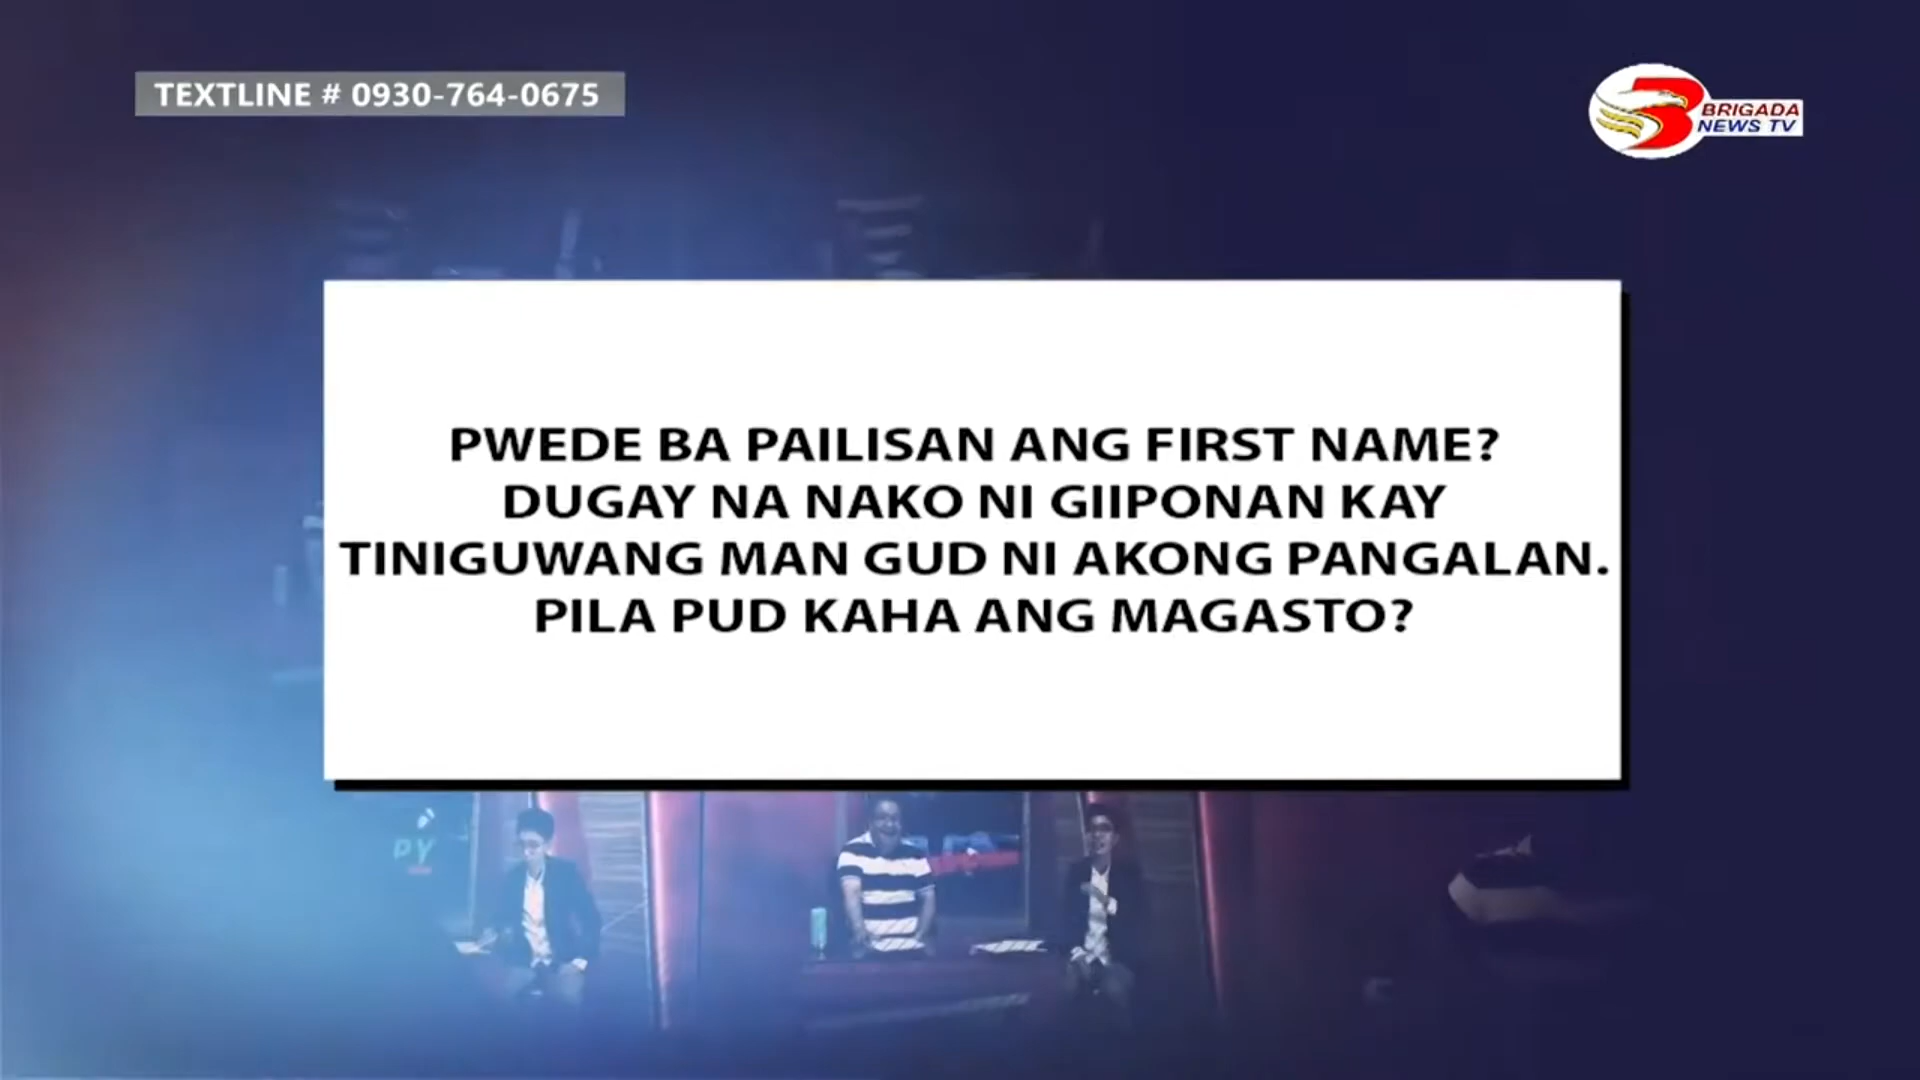 TEXTLINE # 0930-764-0675
BRIGADA
NEWS TV
PWEDE BA PAILISAN ANG FIRST NAME?
DUGAY NA NAKO NI GIIPONAN KAY
TINIGUWANG MAN GUD NI AKONG PANGALAN.
PILA PUD KAHA ANG MAGASTO?
PY